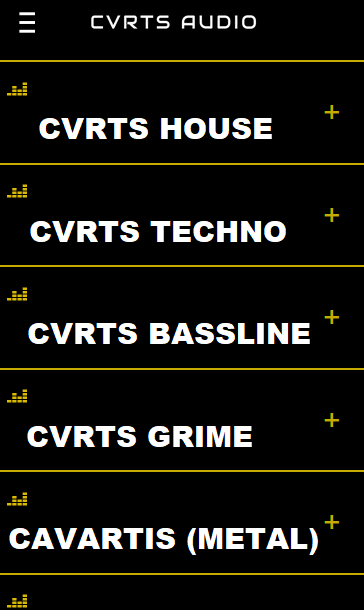 CVRTS AUDIO
+
CVRTS HOUSE
+
CVRTS TECHNO
+
CVRTS BASSLINE
+
CVRTS GRIME
+
CAVARTIS (METAL)